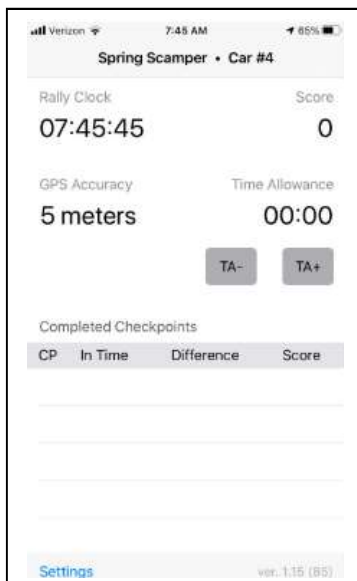 Verizon 7:45 AM 65%
Spring Scamper • Car #4
Rally Clock Score
07:45:45 0
GPS Accuracy Time Allowance
5 meters 00:00
TA- TA+
Completed Checkpoints
CP In Time Difference Score
Settings ver. 1.15 (85)